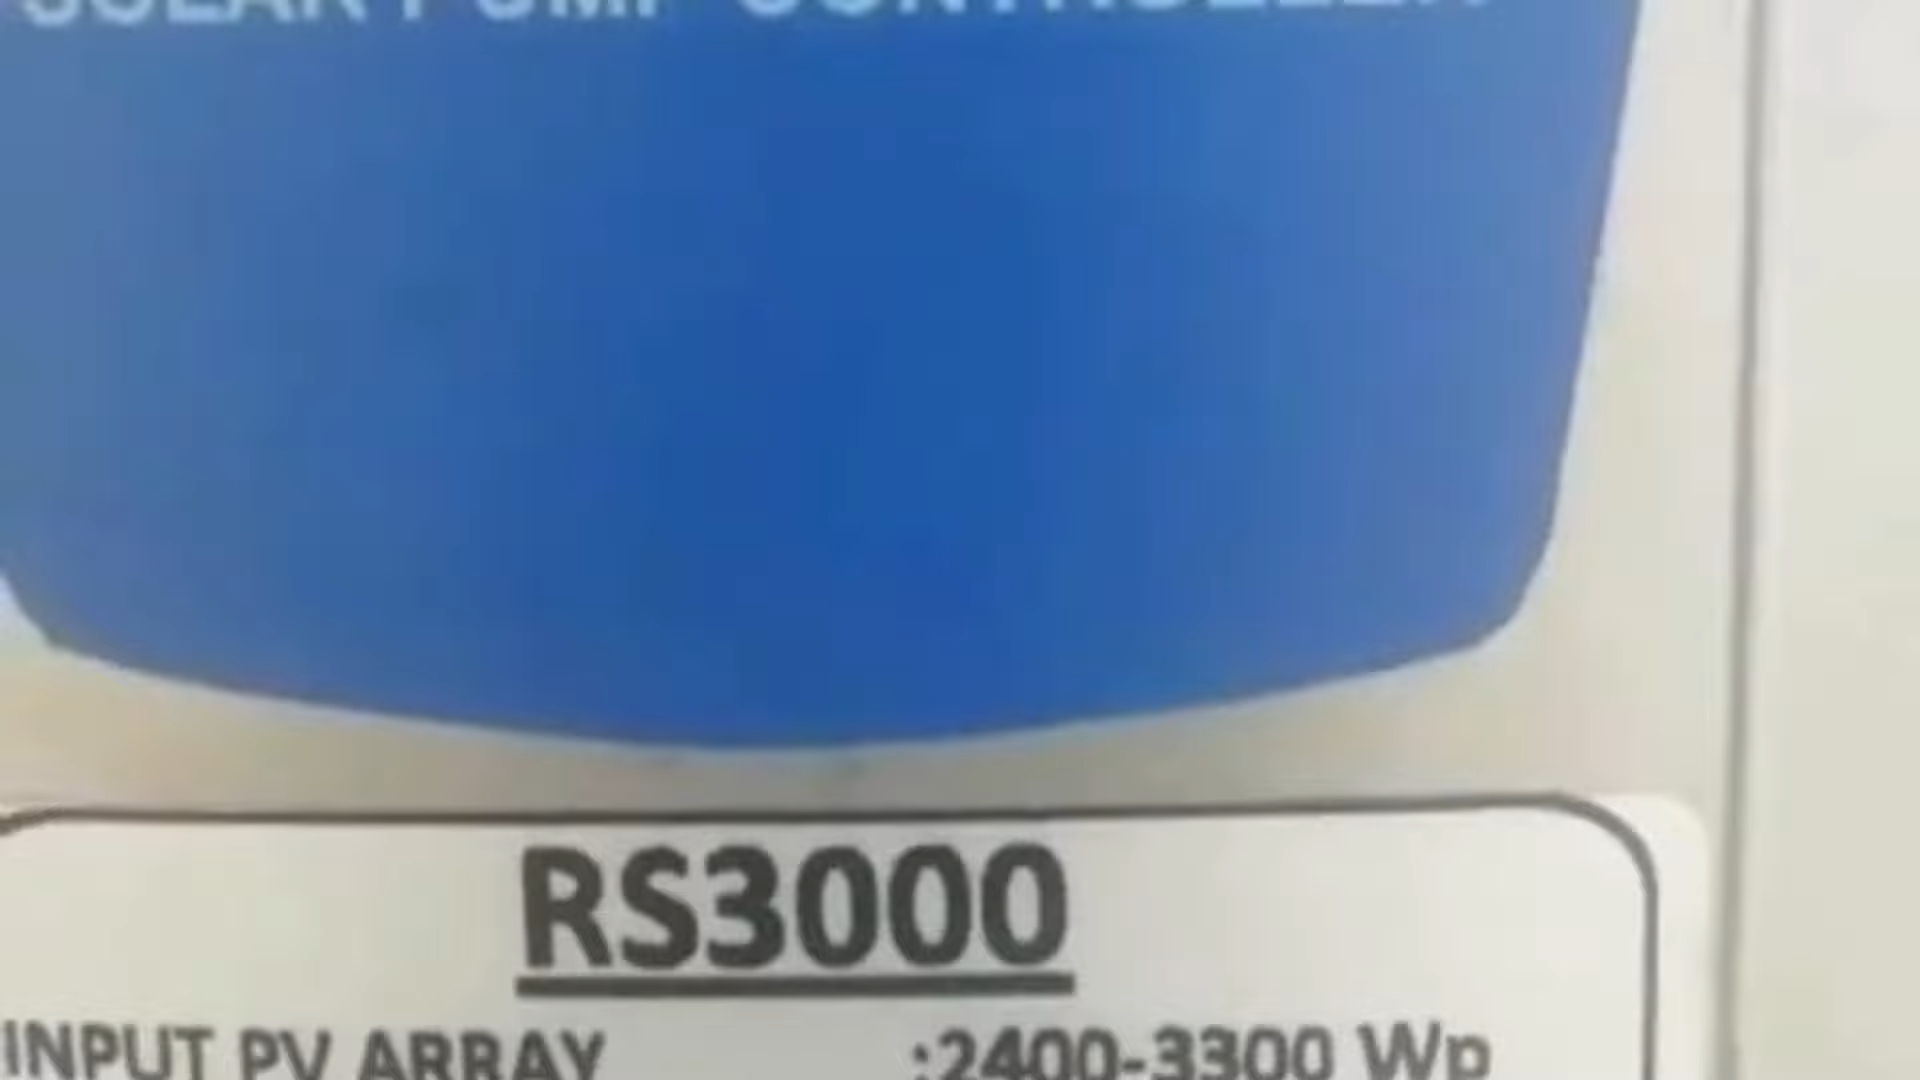 SOLAR PUMP CONTROLLER
RS3000
INPUT PV ARRAY :2400-3300 Wp